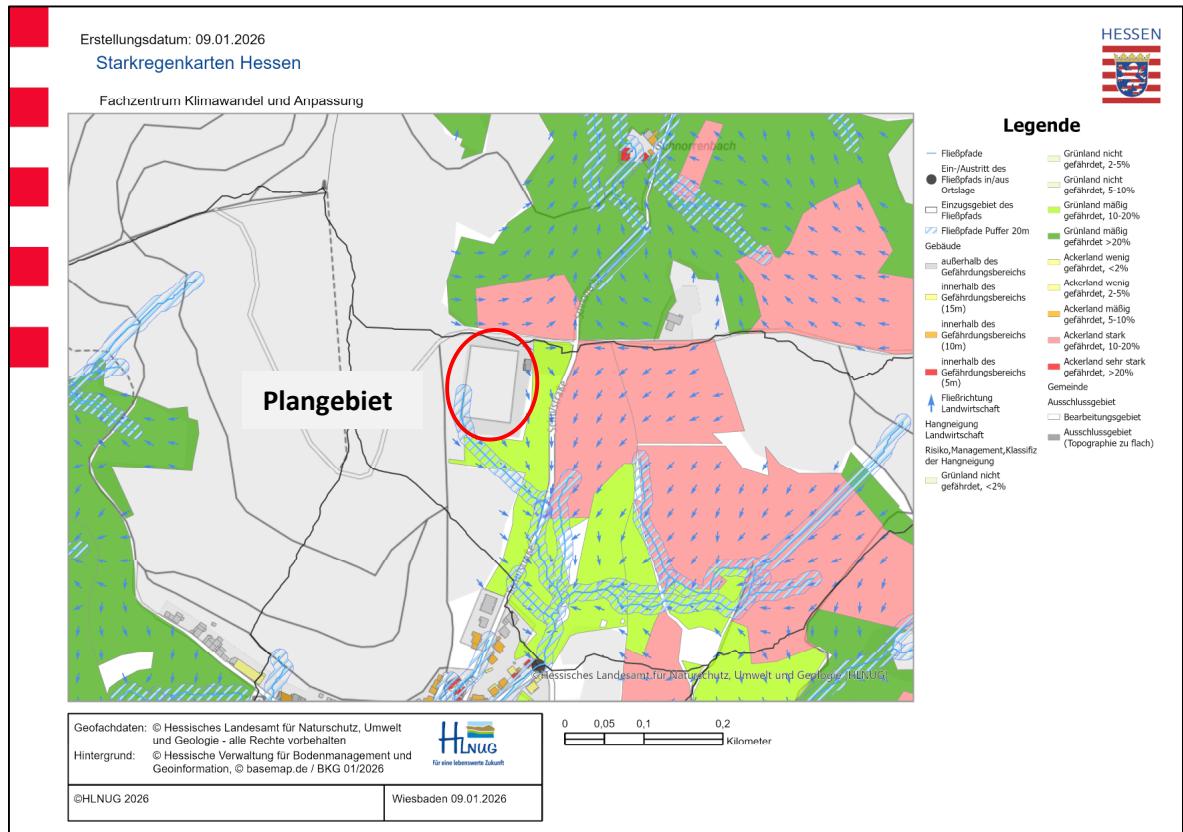 Erstellungsdatum: 09.01.2026
Starkregenkarten Hessen
Fachzentrum Klimawandel und Anpassung
HESSEN
Schnorrenbach
Plangebiet
©Hessisches Landesamt für Naturschutz, Umwelt und Geologie (HLNUG)
Legende
Fließpfade
Ein-/Austritt des
Fließpfads in/aus
Ortslage
Einzugsgebiet des
Fließpfads
Fließpfade Puffer 20m
Gebäude
außerhalb des
Gefährdungsbereichs
innerhalb des
Gefährdungsbereichs
(15m)
innerhalb des
Gefährdungsbereichs
(10m)
innerhalb des
Gefährdungsbereichs
(5m)
Fließrichtung
Landwirtschaft
Hangneigung
Landwirtschaft
Risiko,Management,Klassifiz
der Hangneigung
Grünland nicht
gefährdet, <2%
Grünland nicht
gefährdet, 2-5%
Grünland nicht
gefährdet, 5-10%
Grünland mäßig
gefährdet, 10-20%
Grünland mäßig
gefährdet >20%
Ackerland wenig
gefährdet, <2%
Ackerland wenig
gefährdet, 2-5%
Ackerland mäßig
gefährdet, 5-10%
Ackerland stark
gefährdet, 10-20%
Ackerland sehr stark
gefährdet, >20%
Gemeinde
Ausschlussgebiet
Bearbeitungsgebiet
Ausschlussgebiet
(Topographie zu flach)
Geofachdaten: © Hessisches Landesamt für Naturschutz, Umwelt
und Geologie - alle Rechte vorbehalten
Hintergrund: © Hessische Verwaltung für Bodenmanagement und
Geoinformation, © basemap.de / BKG 01/2026
HLNUG
Für eine lebenswerte Zukunft
©HLNUG 2026
Wiesbaden 09.01.2026
0 0,05 0,1 0,2
Kilometer